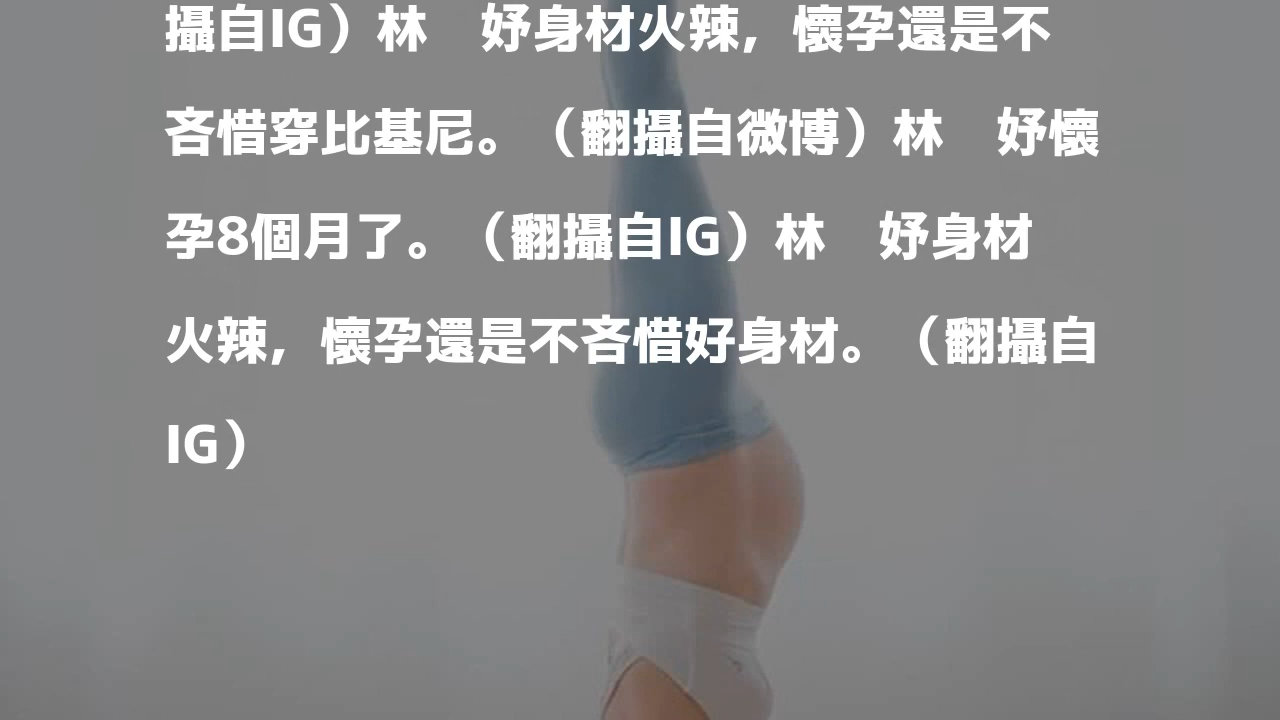 攝自IG）林　妤身材火辣，懷孕還是不
吝惜穿比基尼。（翻攝自微博）林　妤懷
孕8個月了。（翻攝自IG）林　妤身材
火辣，懷孕還是不吝惜好身材。（翻攝自
IG）